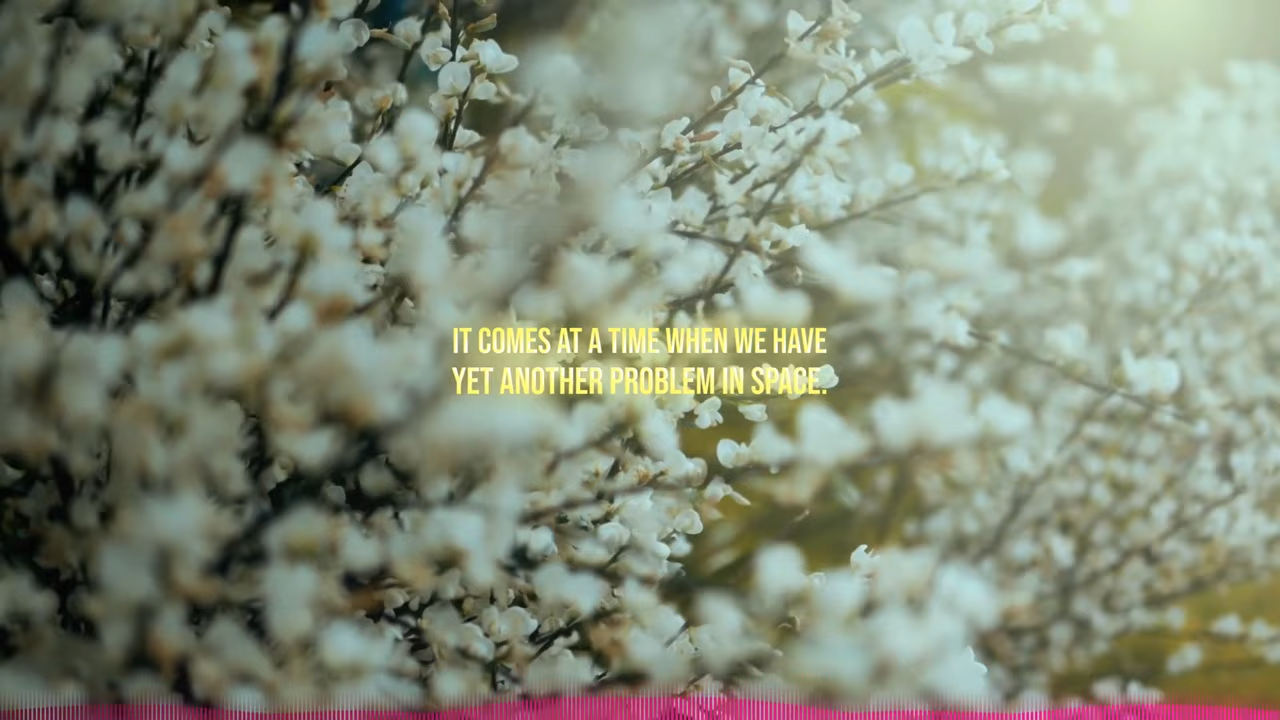 IT COMES AT A TIME WHEN WE HAVE
YET ANOTHER PROBLEM IN SPACE.